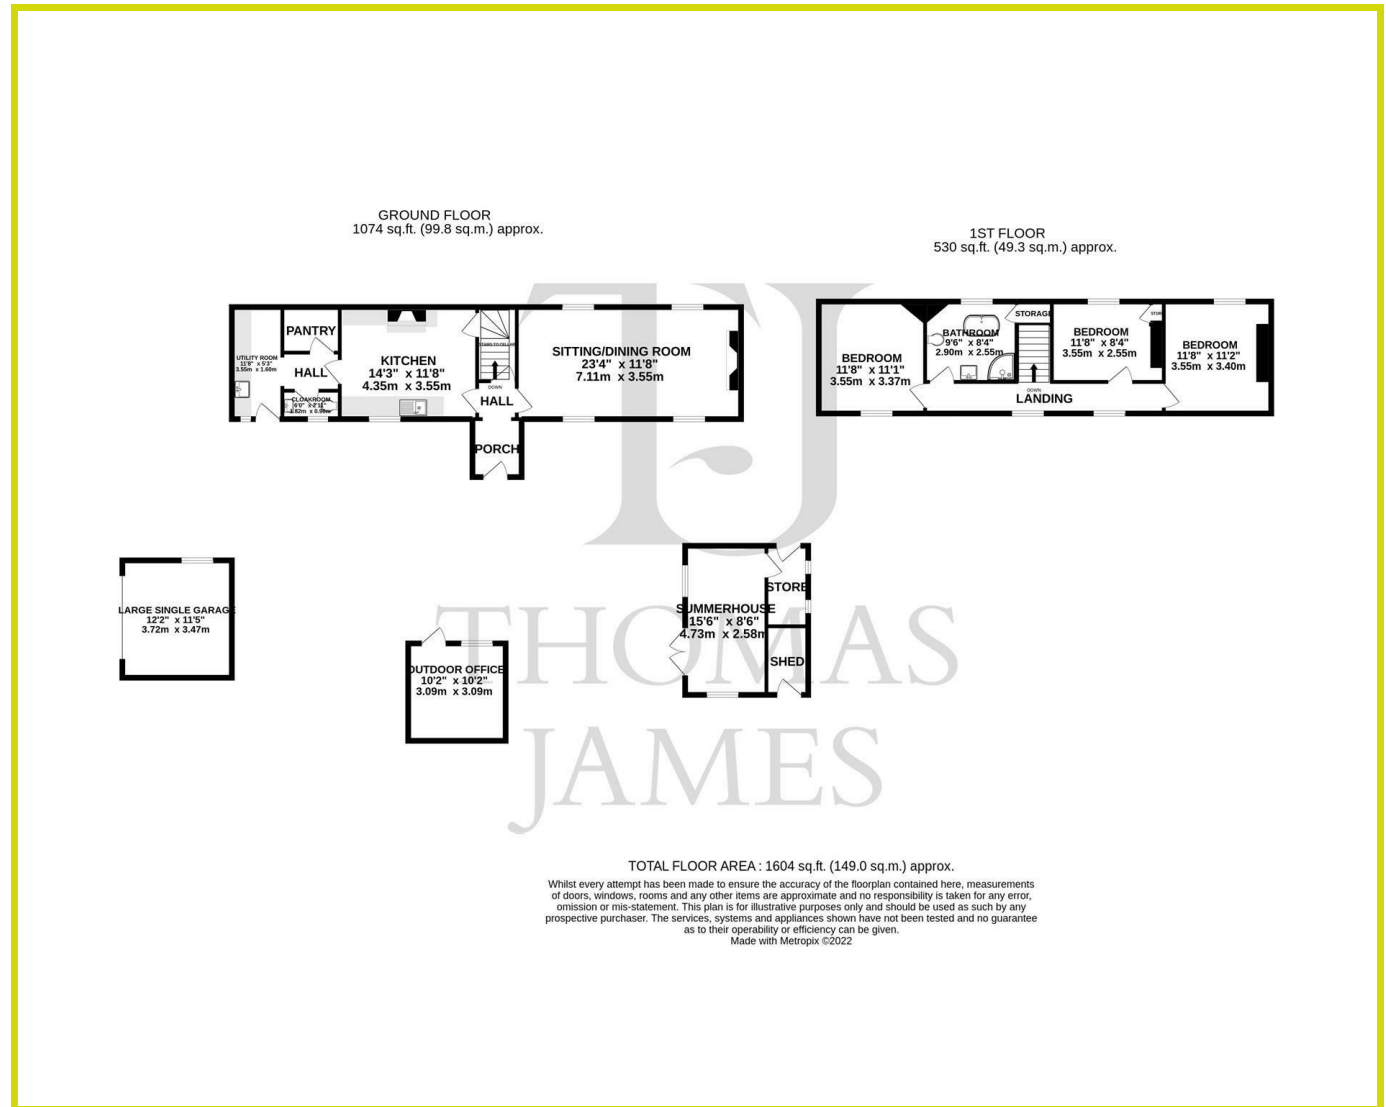 GROUND FLOOR
1074 sq.ft. (99.8 sq.m.) approx.
1ST FLOOR
530 sq.ft. (49.3 sq.m.) approx.
PANTRY
UTILITY ROOM
11'8" x 5'3"
3.55m x 1.60m
HALL
CLOAKROOM
KITCHEN
14'3" x 11'8"
4.35m x 3.55m
STAIRS TO CELLAR
DOWN
HALL
PORCH
SITTING/DINING ROOM
23'4" x 11'8"
7.11m x 3.55m
BEDROOM
11'8" x 11'1"
3.55m x 3.37m
BATHROOM
9'6" x 8'4"
2.90m x 2.55m
STORAGE
DOWN
LANDING
BEDROOM
11'8" x 8'4"
3.55m x 2.55m
BEDROOM
11'8" x 11'2"
3.55m x 3.40m
LARGE SINGLE GARAGE
12'2" x 11'5"
3.72m x 3.47m
OUTDOOR OFFICE
10'2" x 10'2"
3.09m x 3.09m
SUMMERHOUSE
15'6" x 8'6"
4.73m x 2.58m
STORE
SHED
TJ
THOMAS
JAMES
TOTAL FLOOR AREA : 1604 sq.ft. (149.0 sq.m.) approx.
Whilst every attempt has been made to ensure the accuracy of the floorplan contained here, measurements
of doors, windows, rooms and any other items are approximate and no responsibility is taken for any error,
omission or mis-statement. This plan is for illustrative purposes only and should be used as such by any
prospective purchaser. The services, systems and appliances shown have not been tested and no guarantee
as to their operability or efficiency can be given.
Made with Metropix ©2022